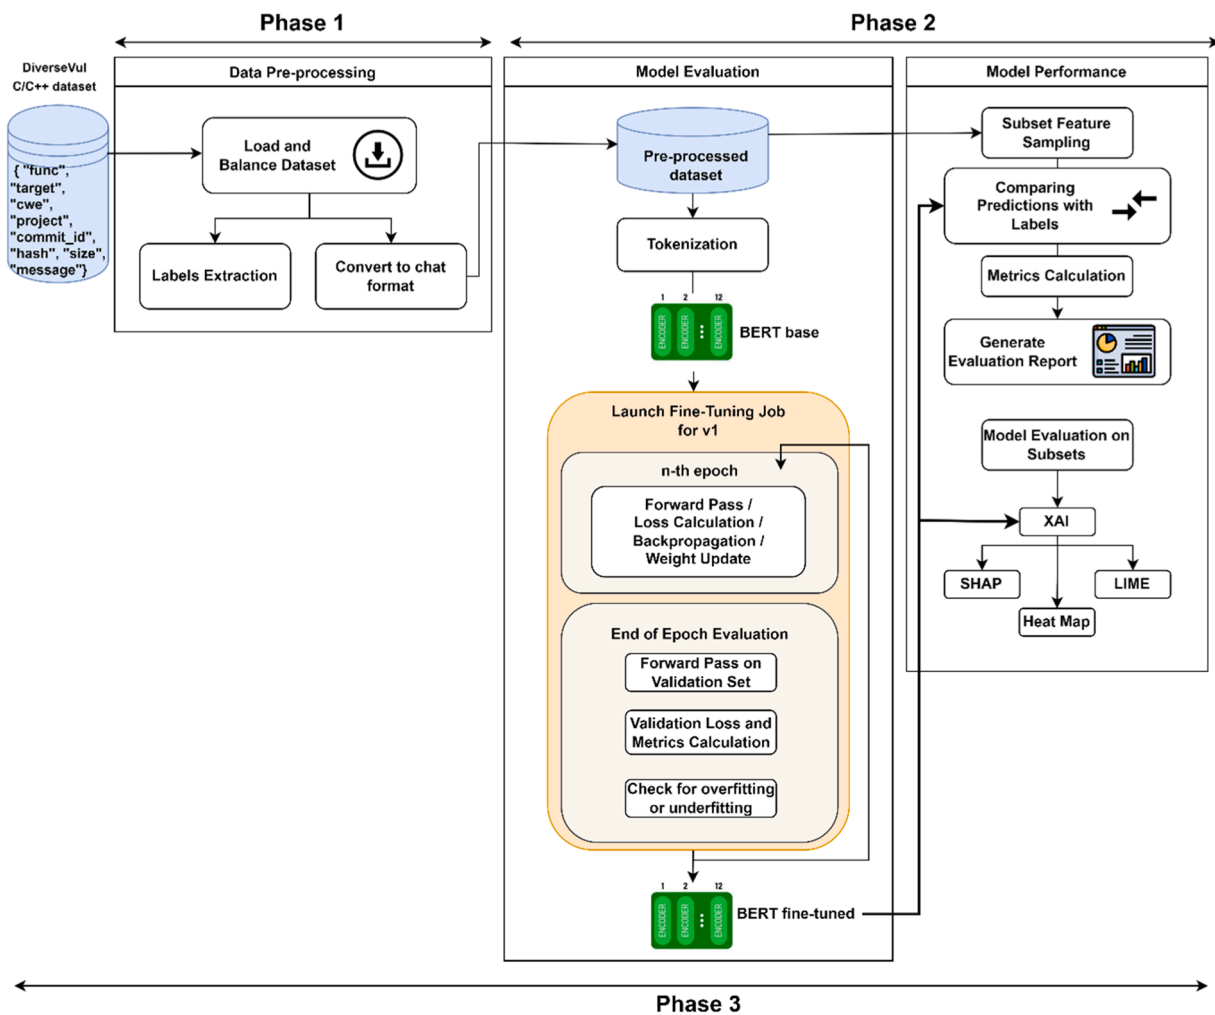 Phase 1
Phase 2
DiverseVul
C/C++ dataset
{ "func",
"target",
"cwe",
"project",
"commit_id",
"hash", "size",
"message"}
Data Pre-processing
Load and
Balance Dataset
Labels Extraction
Convert to chat
format
Model Evaluation
Pre-processed
dataset
Tokenization
1 2 12
ENCODER ENCODER ENCODER
BERT base
Launch Fine-Tuning Job
for v1
n-th epoch
Forward Pass /
Loss Calculation /
Backpropagation /
Weight Update
End of Epoch Evaluation
Forward Pass on
Validation Set
Validation Loss and
Metrics Calculation
Check for overfitting
or underfitting
1 2 12
ENCODER ENCODER ENCODER
BERT fine-tuned
Model Performance
Subset Feature
Sampling
Comparing
Predictions with
Labels
Metrics Calculation
Generate
Evaluation Report
Model Evaluation on
Subsets
XAI
SHAP
LIME
Heat Map
Phase 3